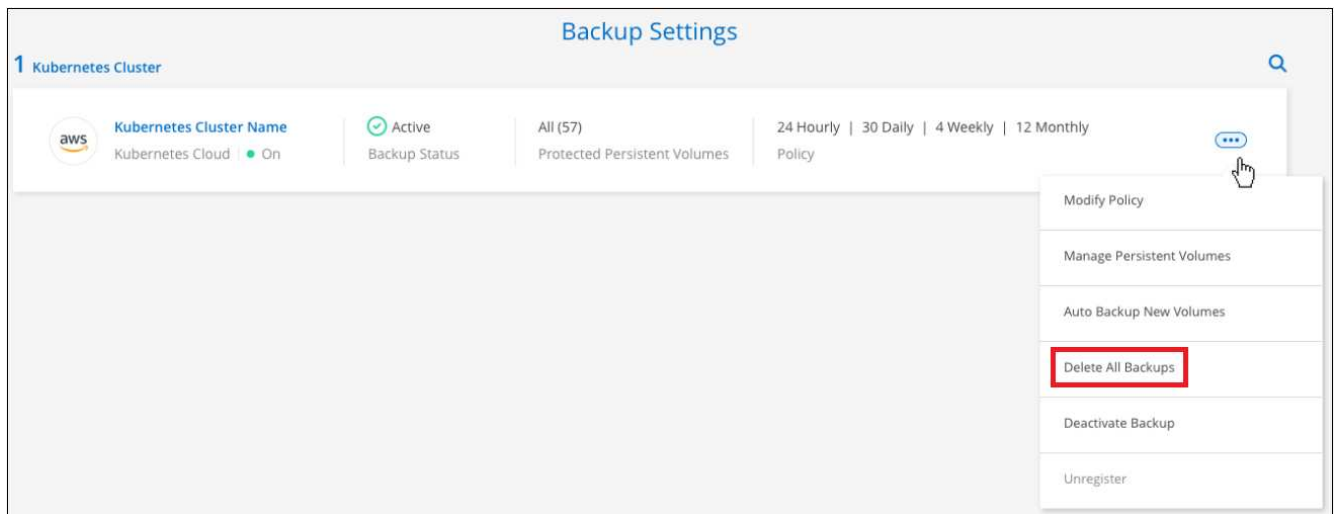 Backup Settings
1 Kubernetes Cluster
aws
Kubernetes Cluster Name
Kubernetes Cloud | On
Active
Backup Status
All (57)
Protected Persistent Volumes
24 Hourly | 30 Daily | 4 Weekly | 12 Monthly
Policy
Modify Policy
Manage Persistent Volumes
Auto Backup New Volumes
Delete All Backups
Deactivate Backup
Unregister